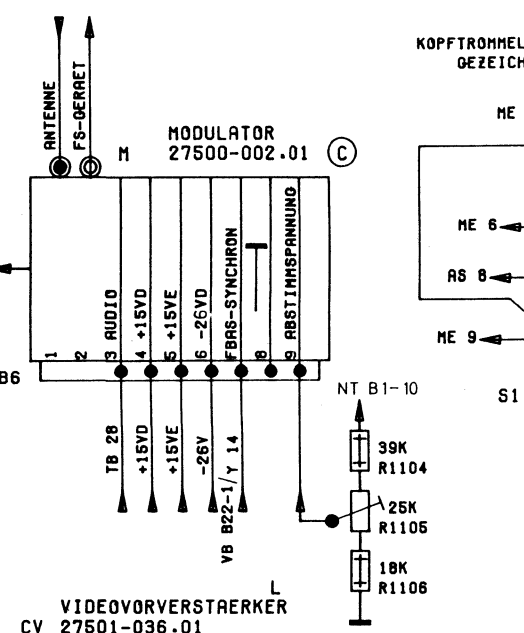 KOPFTROMMEL
GEZEICH
ME
ANTENNE
FS-GERAET
M
MODULATOR
27500-002.01
C
ME 6
AS 8
ME 9
S1
1
2
3 AUDIO
4 +15VD
5 +15VE
6 -26VD
FBAS-SYNCHRON
8
9 ABSTIMMSPANNUNG
B6
TB 28
+15VD
+15VE
-26V
VB B22-1/Y 14
NT B1-10
39K
R1104
25K
R1105
18K
R1106
L
VIDEOVORVERSTAERKER
CV 27501-036.01